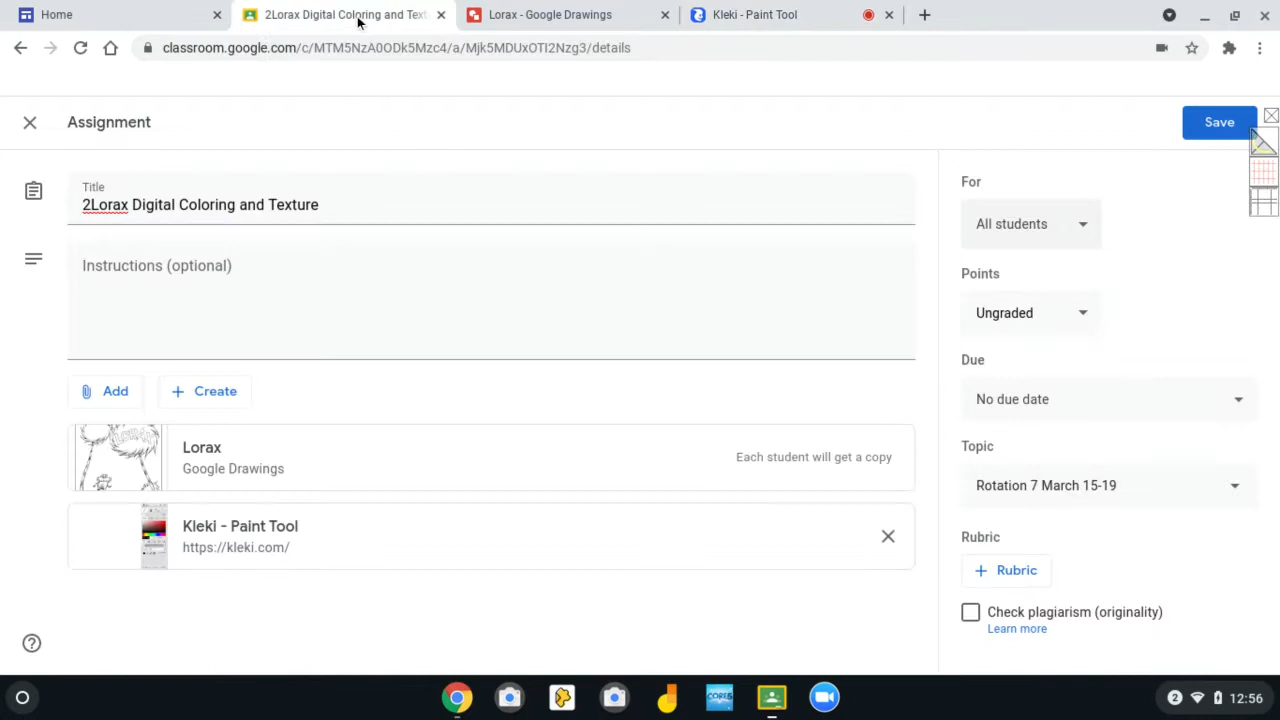 Home
2Lorax Digital Coloring and Text
Lorax - Google Drawings
Kleki - Paint Tool
classroom.google.com/c/MTM5NzA0ODk5Mzc4/a/Mjk5MDUxOTI2Nzg3/details
Assignment
Save
Title
2Lorax Digital Coloring and Texture
Instructions (optional)
Add
Create
Lorax
Google Drawings
Each student will get a copy
Kleki - Paint Tool
https://kleki.com/
For
All students
Points
Ungraded
Due
No due date
Topic
Rotation 7 March 15-19
Rubric
Rubric
Check plagiarism (originality)
Learn more
2
12:56